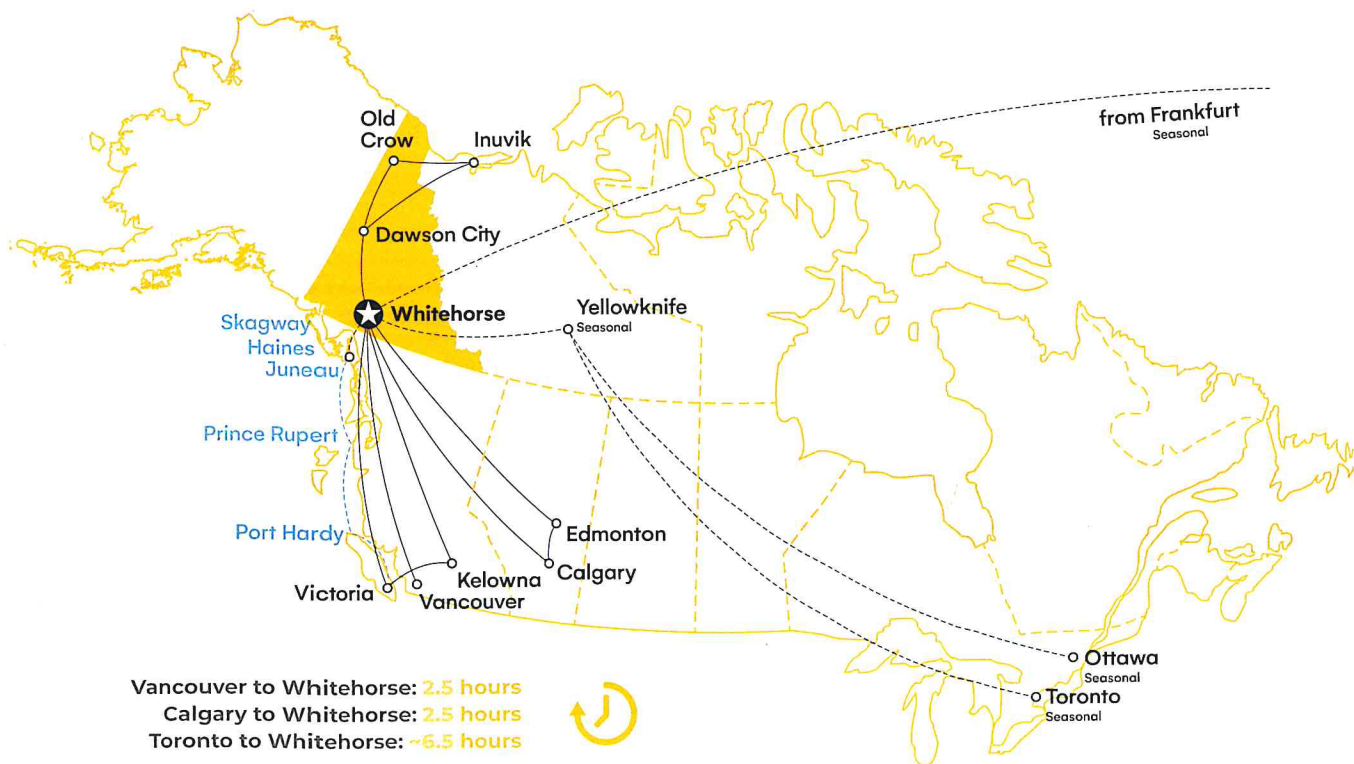 Old
Crow
Inuvik
from Frankfurt
Seasonal
Dawson City
Whitehorse
Yellowknife
Seasonal
Skagway
Haines
Juneau
Prince Rupert
Port Hardy
Edmonton
Calgary
Kelowna
Victoria
Vancouver
Ottawa
Seasonal
Toronto
Seasonal
Vancouver to Whitehorse: 2.5 hours
Calgary to Whitehorse: 2.5 hours
Toronto to Whitehorse: ~6.5 hours